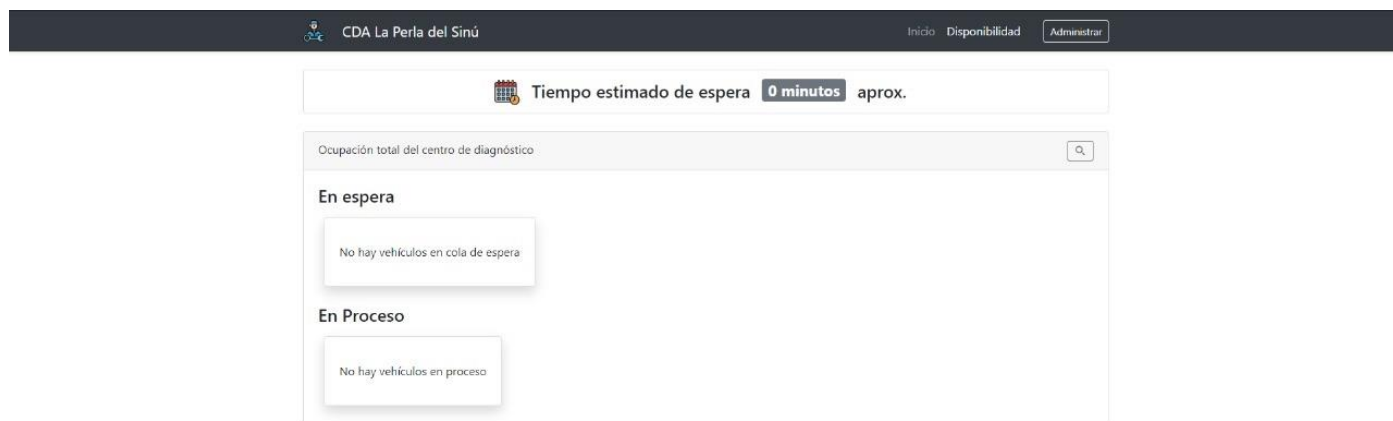 CDA La Perla del Sinú Inicio Disponibilidad Administrar
Tiempo estimado de espera 0 minutos aprox.
Ocupación total del centro de diagnóstico
En espera
No hay vehículos en cola de espera
En Proceso
No hay vehículos en proceso